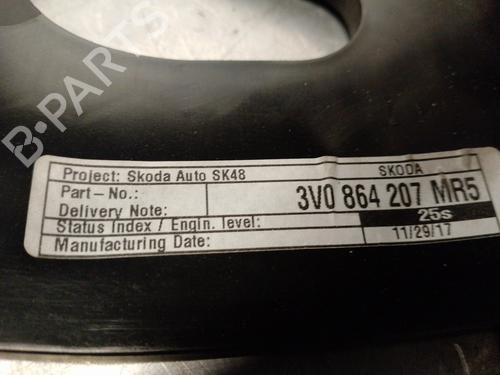 B-PARTS
Project: Skoda Auto SK48 SKODA
Part-No.: 3V0 864 207 MR5
Delivery Note: 25s
Status Index / Engin. level: 11/29/17
Manufacturing Date: